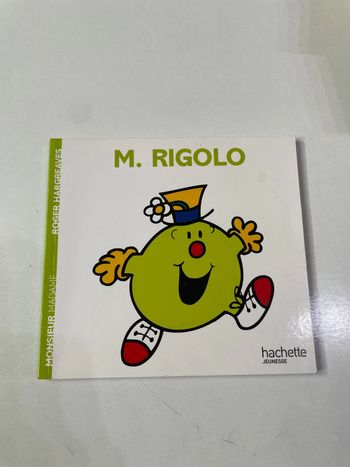 M. RIGOLO
MONSIEUR MADAME
ROGER HARGREAVES
hachette
JEUNESSE